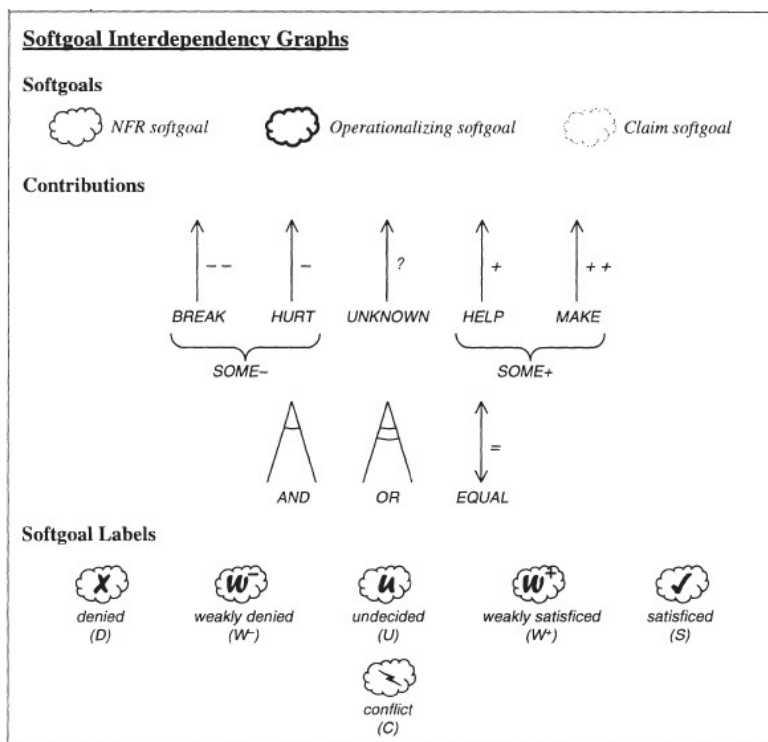 Softgoal Interdependency Graphs
Softgoals
NFR softgoal Operationalizing softgoal Claim softgoal
Contributions
– – – ? + + +
BREAK HURT UNKNOWN HELP MAKE
SOME– SOME+
=
AND OR EQUAL
Softgoal Labels
✗ W– u W+ ✓
denied weakly denied undecided weakly satisficed satisficed
(D) (W–) (U) (W+) (S)
conflict
(C)